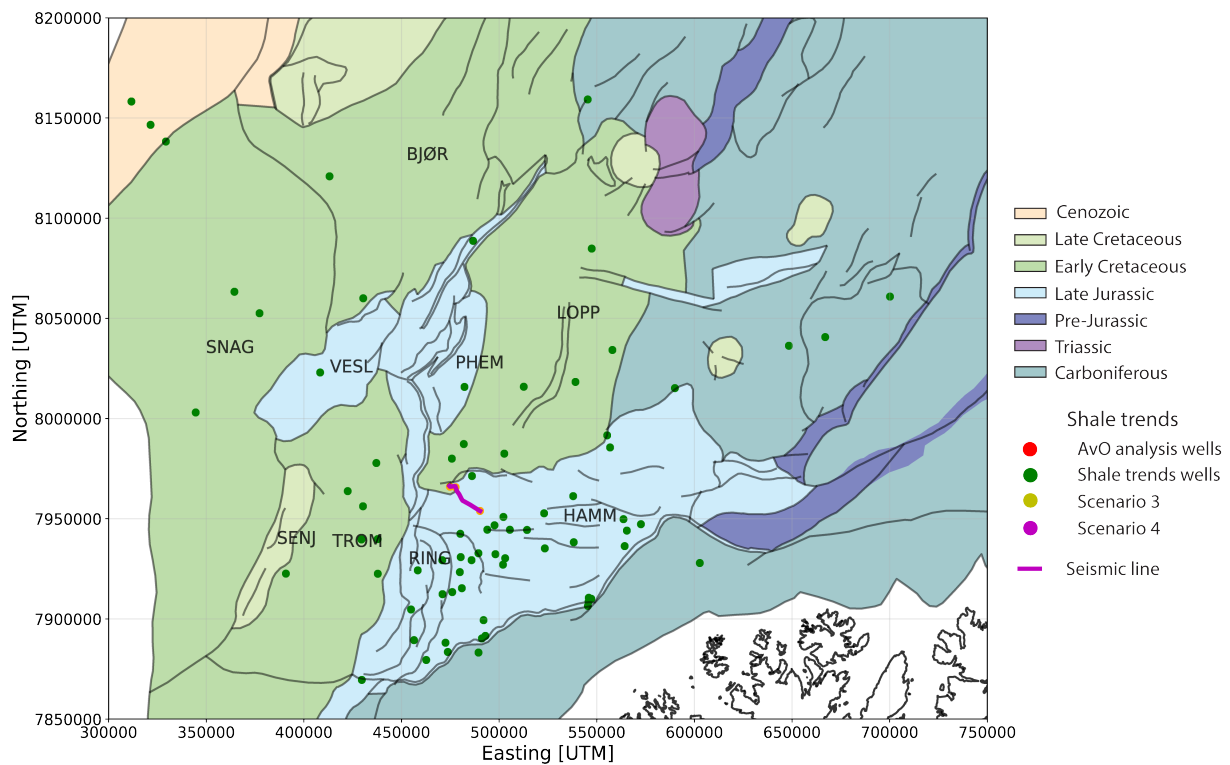 8200000
8150000
8100000
8050000
8000000
7950000
7900000
7850000
Northing [UTM]
BJØR
LOPP
SNAG
VESL
PHEM
HAMM
SENJ
TROM
RING
300000
350000
400000
450000
500000
550000
600000
650000
700000
750000
Easting [UTM]
Cenozoic
Late Cretaceous
Early Cretaceous
Late Jurassic
Pre-Jurassic
Triassic
Carboniferous
Shale trends
AvO analysis wells
Shale trends wells
Scenario 3
Scenario 4
Seismic line